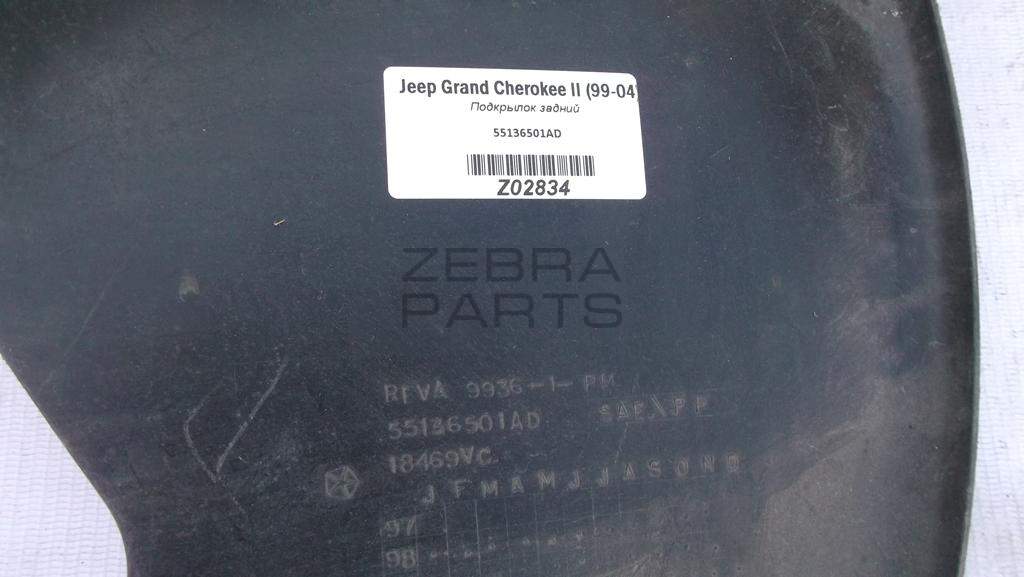 Jeep Grand Cherokee II (99-04)
Подкрылок задний
55136501AD
Z02834
ZEBRA
PARTS
9936-1-PM
55136501AD
18469VC
J F M A M J J A S O N D
97
98